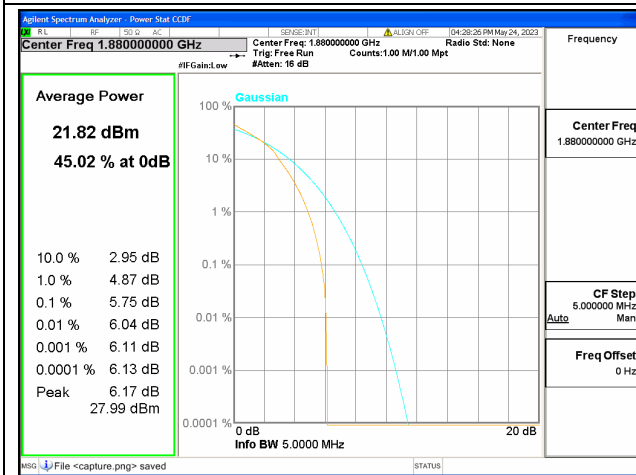 Agilent Spectrum Analyzer - Power Stat CCDF
LXI RL RF 50 Ω AC SENSE:INT ALIGN OFF 04:28:26 PM May 24, 2023
Center Freq 1.880000000 GHz
Center Freq: 1.880000000 GHz Radio Std: None
Trig: Free Run Counts:1.00 M/1.00 Mpt
#IFGain:Low #Atten: 16 dB
Frequency
Average Power
21.82 dBm
45.02 % at 0dB
10.0 % 2.95 dB
1.0 % 4.87 dB
0.1 % 5.75 dB
0.01 % 6.04 dB
0.001 % 6.11 dB
0.0001 % 6.13 dB
Peak 6.17 dB
27.99 dBm
Gaussian
100 %
10 %
1 %
0.1 %
0.01 %
0.001 %
0.0001 %
0 dB 20 dB
Info BW 5.0000 MHz
Center Freq
1.880000000 GHz
CF Step
5.000000 MHz
Auto Man
Freq Offset
0 Hz
MSG File <capture.png> saved STATUS